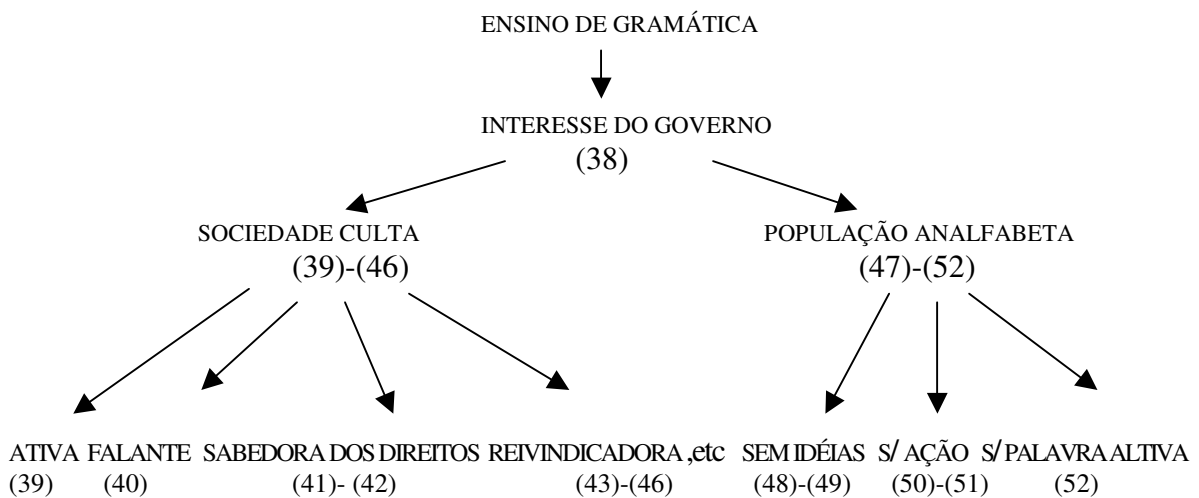 ENSINO DE GRAMÁTICA
INTERESSE DO GOVERNO
(38)
SOCIEDADE CULTA POPULAÇÃO ANALFABETA
(39)-(46) (47)-(52)
ATIVA FALANTE SABEDORA DOS DIREITOS REIVINDICADORA ,etc SEM IDÉIAS S/ AÇÃO S/ PALAVRA ALTIVA
(39) (40) (41)- (42) (43)-(46) (48)-(49) (50)-(51) (52)